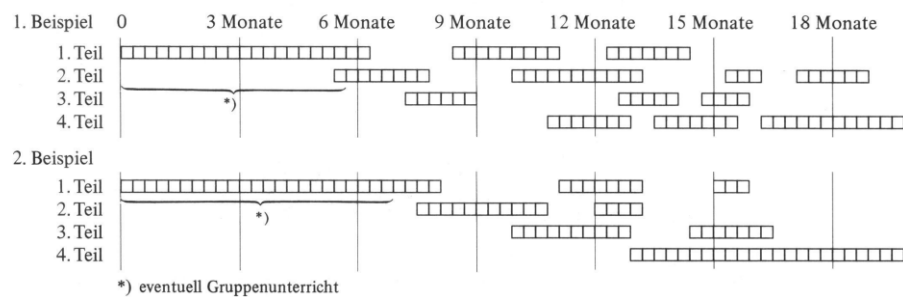 1. Beispiel 0 3 Monate 6 Monate 9 Monate 12 Monate 15 Monate 18 Monate
1. Teil
2. Teil
3. Teil
*)
4. Teil
2. Beispiel
1. Teil
2. Teil
*)
3. Teil
4. Teil
*) eventuell Gruppenunterricht